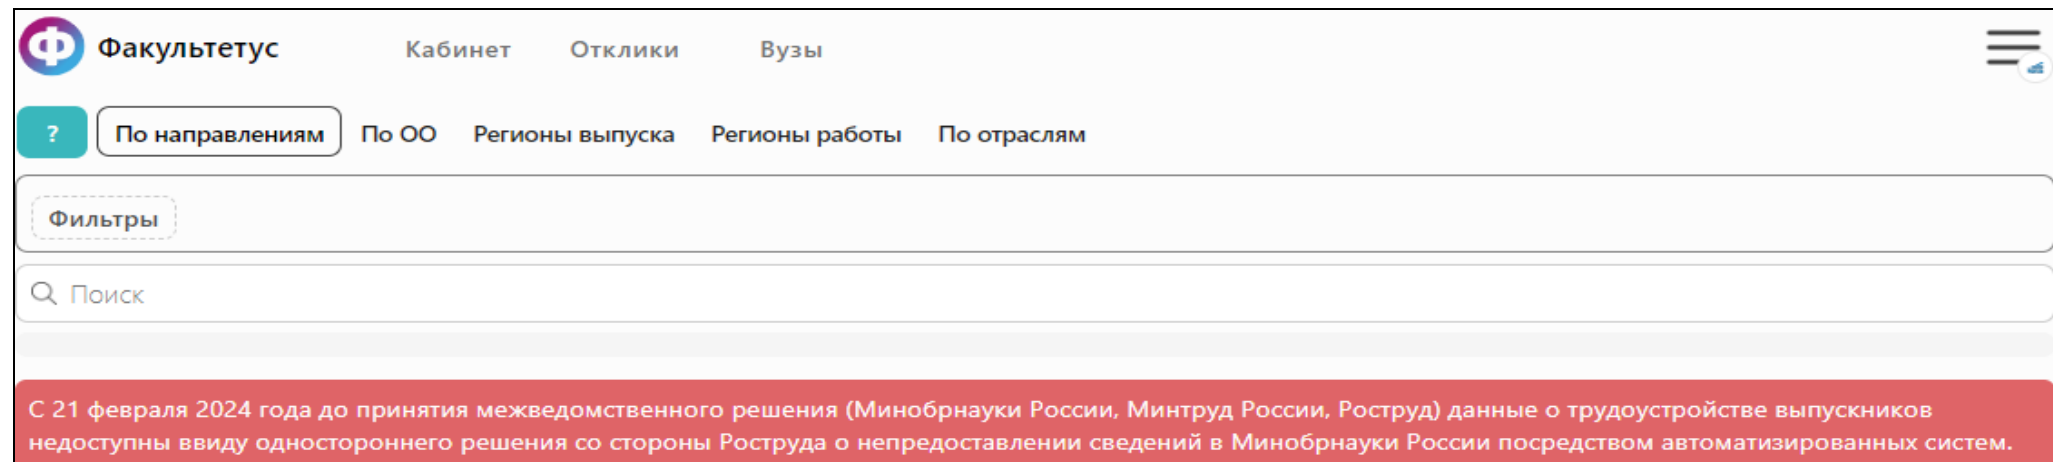 Ф Факультетус Кабинет Отклики Вузы
? По направлениям По ОО Регионы выпуска Регионы работы По отраслям
Фильтры
Поиск
С 21 февраля 2024 года до принятия межведомственного решения (Минобрнауки России, Минтруд России, Роструд) данные о трудоустройстве выпускников
недоступны ввиду одностороннего решения со стороны Роструда о непредоставлении сведений в Минобрнауки России посредством автоматизированных систем.